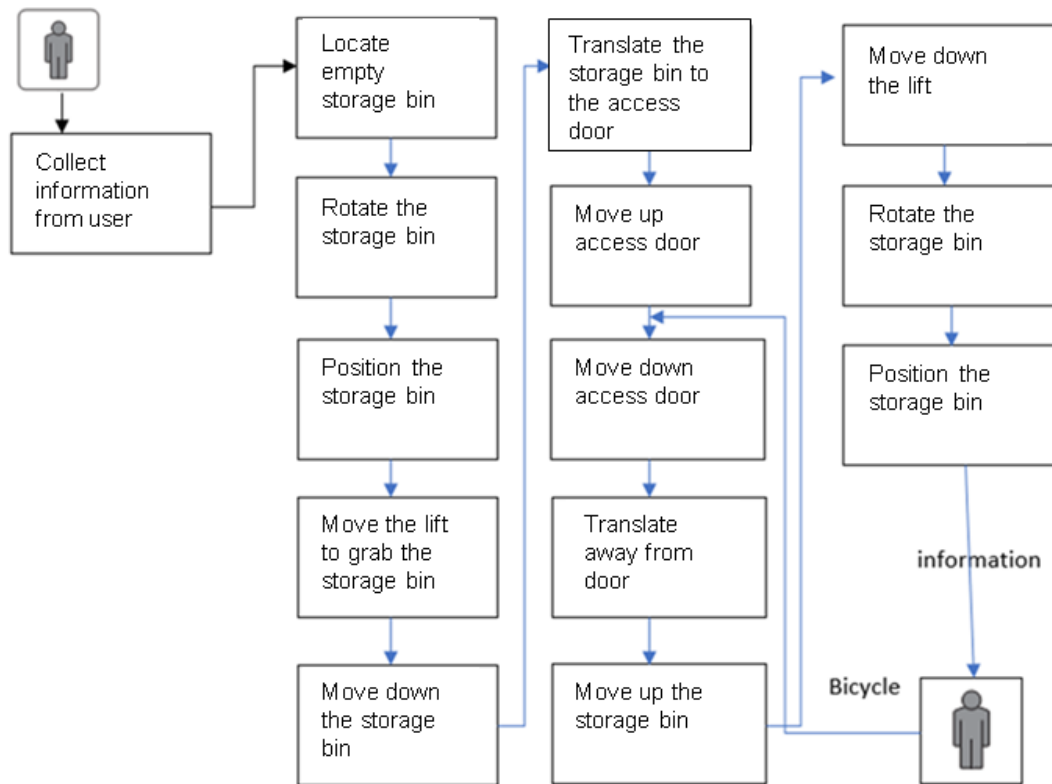 Collect
information
from user
Locate
empty
storage bin
Rotate the
storage bin
Position the
storage bin
Move the lift
to grab the
storage bin
Move down
the storage
bin
Translate the
storage bin to
the access
door
Move up
access door
Move down
access door
Translate
away from
door
Move up the
storage bin
Move down
the lift
Rotate the
storage bin
Position the
storage bin
information
Bicycle